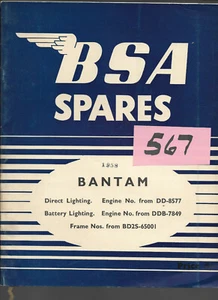 BSA
SPARES
567
1958
BANTAM
Direct Lighting. Engine No. from DD-8577
Battery Lighting. Engine No. from DDB-7849
Frame Nos. from BD2S-65001